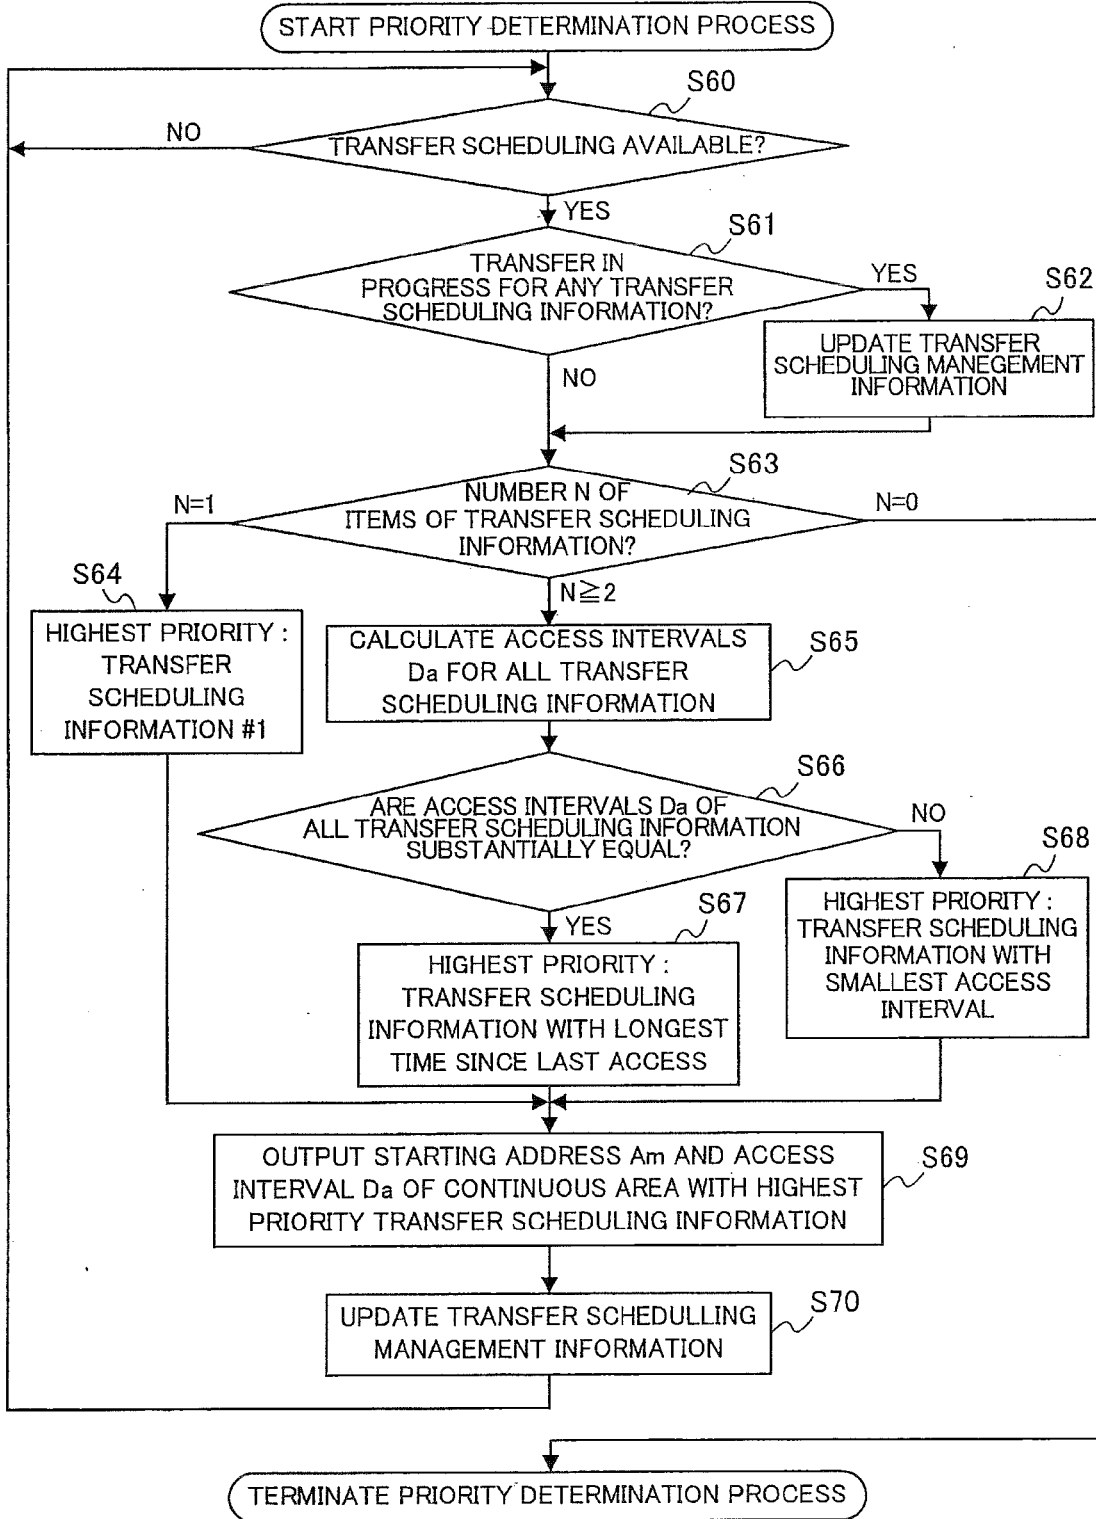 START PRIORITY DETERMINATION PROCESS
S60
NO
TRANSFER SCHEDULING AVAILABLE?
YES
S61
TRANSFER IN
PROGRESS FOR ANY TRANSFER
SCHEDULING INFORMATION?
YES
S62
UPDATE TRANSFER
SCHEDULING MANEGEMENT
INFORMATION
NO
S63
N=1
NUMBER N OF
ITEMS OF TRANSFER SCHEDULING
INFORMATION?
N=0
S64
N≧2
HIGHEST PRIORITY :
TRANSFER
SCHEDULING
INFORMATION #1
CALCULATE ACCESS INTERVALS
Da FOR ALL TRANSFER
SCHEDULING INFORMATION
S65
S66
ARE ACCESS INTERVALS Da OF
ALL TRANSFER SCHEDULING INFORMATION
SUBSTANTIALLY EQUAL?
NO
S68
YES
S67
HIGHEST PRIORITY :
TRANSFER SCHEDULING
INFORMATION WITH LONGEST
TIME SINCE LAST ACCESS
HIGHEST PRIORITY :
TRANSFER SCHEDULING
INFORMATION WITH
SMALLEST ACCESS
INTERVAL
OUTPUT STARTING ADDRESS Am AND ACCESS
INTERVAL Da OF CONTINUOUS AREA WITH HIGHEST
PRIORITY TRANSFER SCHEDULING INFORMATION
S69
UPDATE TRANSFER SCHEDULLING
MANAGEMENT INFORMATION
S70
TERMINATE PRIORITY DETERMINATION PROCESS